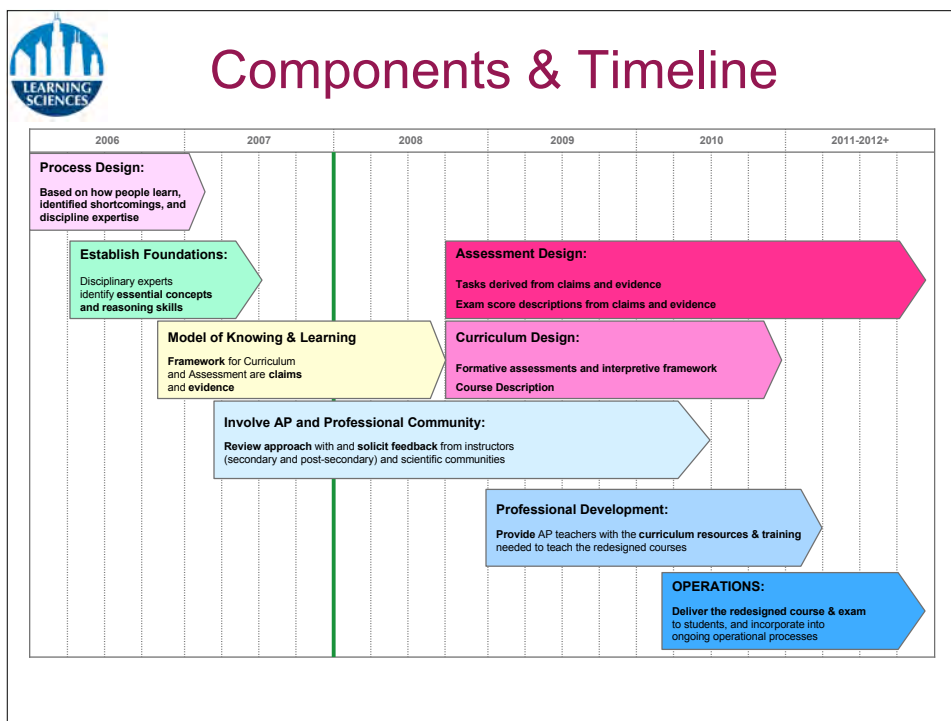 LEARNING
SCIENCES
Components & Timeline
2006
2007
2008
2009
2010
2011-2012+
Process Design:
Based on how people learn,
identified shortcomings, and
discipline expertise
Establish Foundations:
Disciplinary experts
identify essential concepts
and reasoning skills
Assessment Design:
Tasks derived from claims and evidence
Exam score descriptions from claims and evidence
Model of Knowing & Learning
Framework for Curriculum
and Assessment are claims
and evidence
Curriculum Design:
Formative assessments and interpretive framework
Course Description
Involve AP and Professional Community:
Review approach with and solicit feedback from instructors
(secondary and post-secondary) and scientific communities
Professional Development:
Provide AP teachers with the curriculum resources & training
needed to teach the redesigned courses
OPERATIONS:
Deliver the redesigned course & exam
to students, and incorporate into
ongoing operational processes